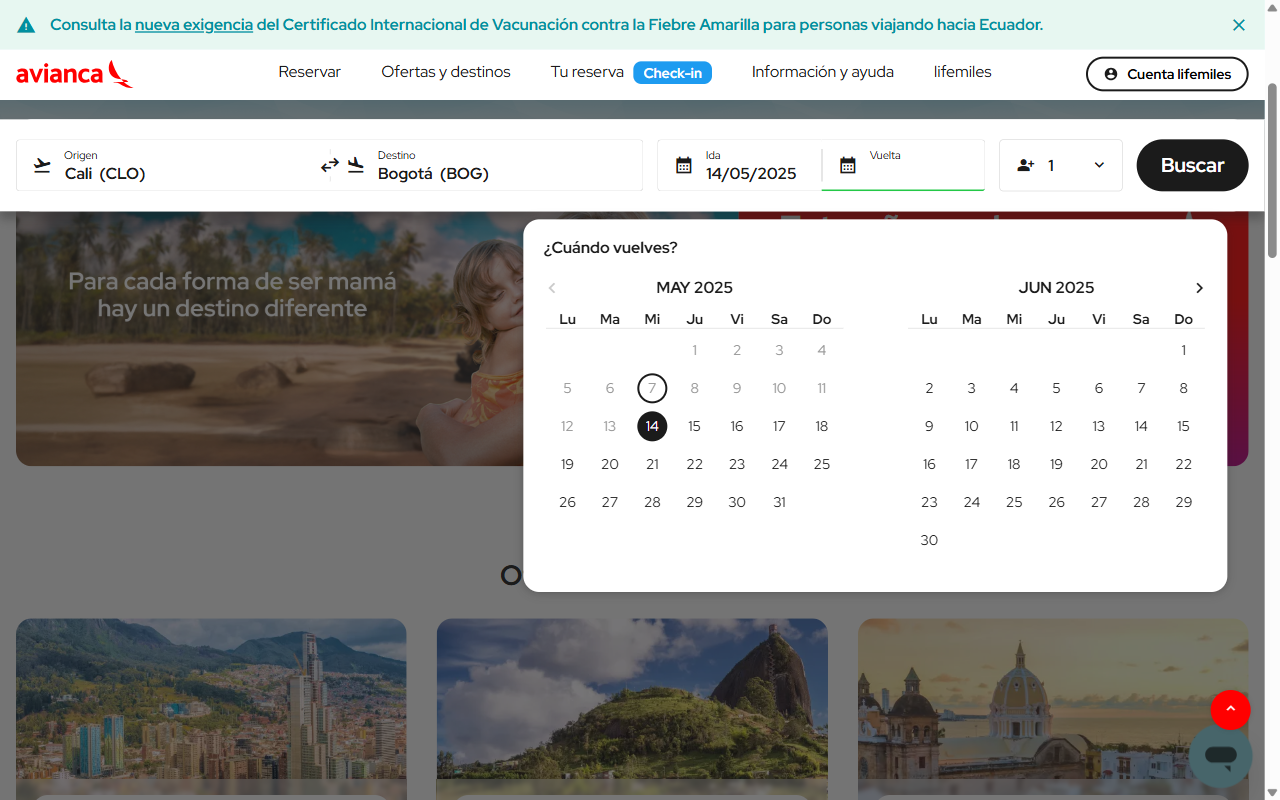 Consulta la nueva exigencia del Certificado Internacional de Vacunación contra la Fiebre Amarilla para personas viajando hacia Ecuador.
avianca
Reservar
Ofertas y destinos
Tu reserva
Check-in
Información y ayuda
lifemiles
Cuenta lifemiles
Origen
Cali (CLO)
Destino
Bogotá (BOG)
Ida
14/05/2025
Vuelta
1
Buscar
Para cada forma de ser mamá
hay un destino diferente
¿Cuándo vuelves?
MAY 2025
Lu Ma Mi Ju Vi Sa Do
1 2 3 4
5 6 7 8 9 10 11
12 13 14 15 16 17 18
19 20 21 22 23 24 25
26 27 28 29 30 31
JUN 2025
Lu Ma Mi Ju Vi Sa Do
1
2 3 4 5 6 7 8
9 10 11 12 13 14 15
16 17 18 19 20 21 22
23 24 25 26 27 28 29
30